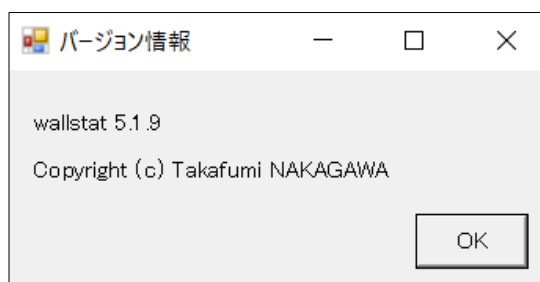 バージョン情報
wallstat 5.1.9
Copyright (c) Takafumi NAKAGAWA
OK